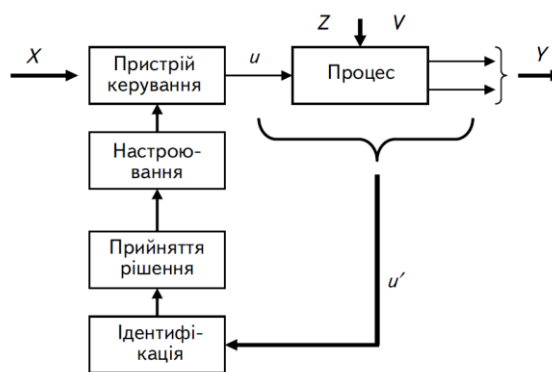 Z V
X
Пристрій
керування
u
Процес
Y
Настрою-
вання
Прийняття
рішення
u′
Ідентифі-
кація